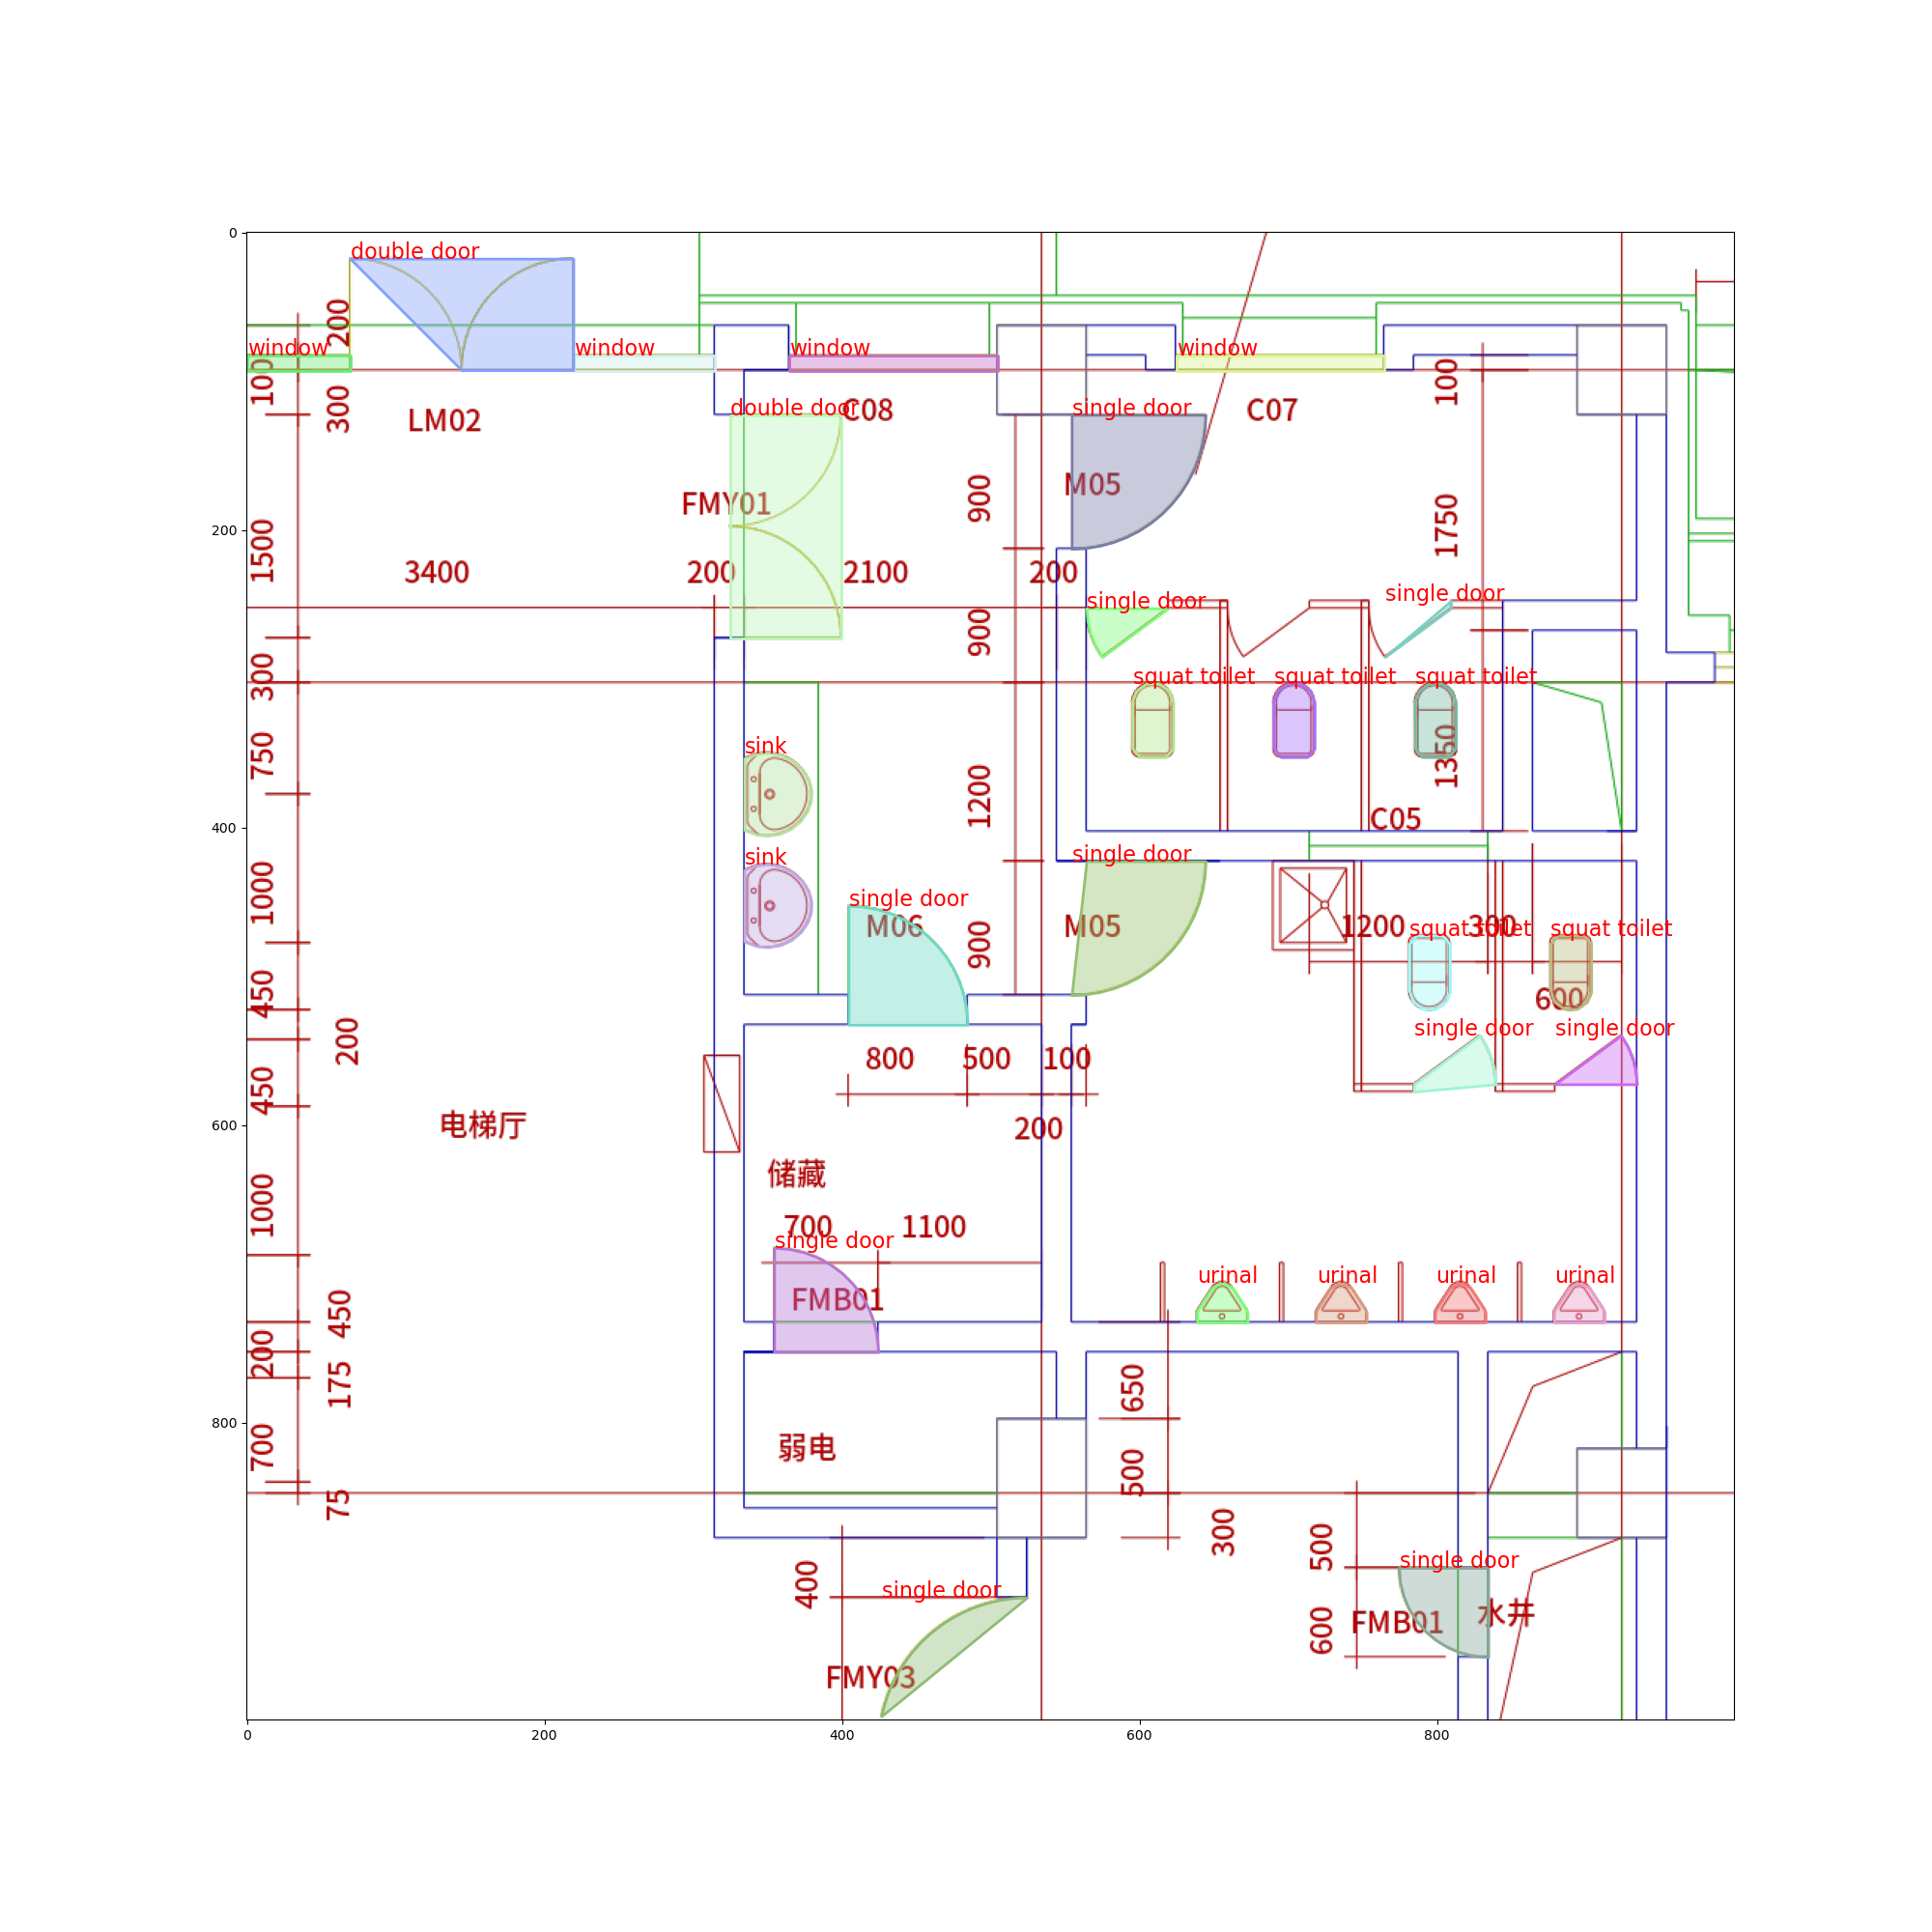 0
double door
200
window
window
window
window
100
300
LM02
double door
C08
single door
C07
100
M05
FMY01
900
1750
200
1500
3400
200
2100
200
single door
single door
900
300
squat toilet
squat toilet
squat toilet
750
sink
1350
1200
C05
400
sink
single door
1000
single door
M06
M05
900
1200
300
squat toilet
squat toilet
450
600
200
single door
single door
800
500
100
450
600
电梯厅
200
储藏
1000
700
1100
single door
urinal
urinal
urinal
urinal
FMB01
450
200
175
650
800
弱电
700
500
75
300
500
single door
400
single door
水井
600
FMB01
FMY03
0
200
400
600
800